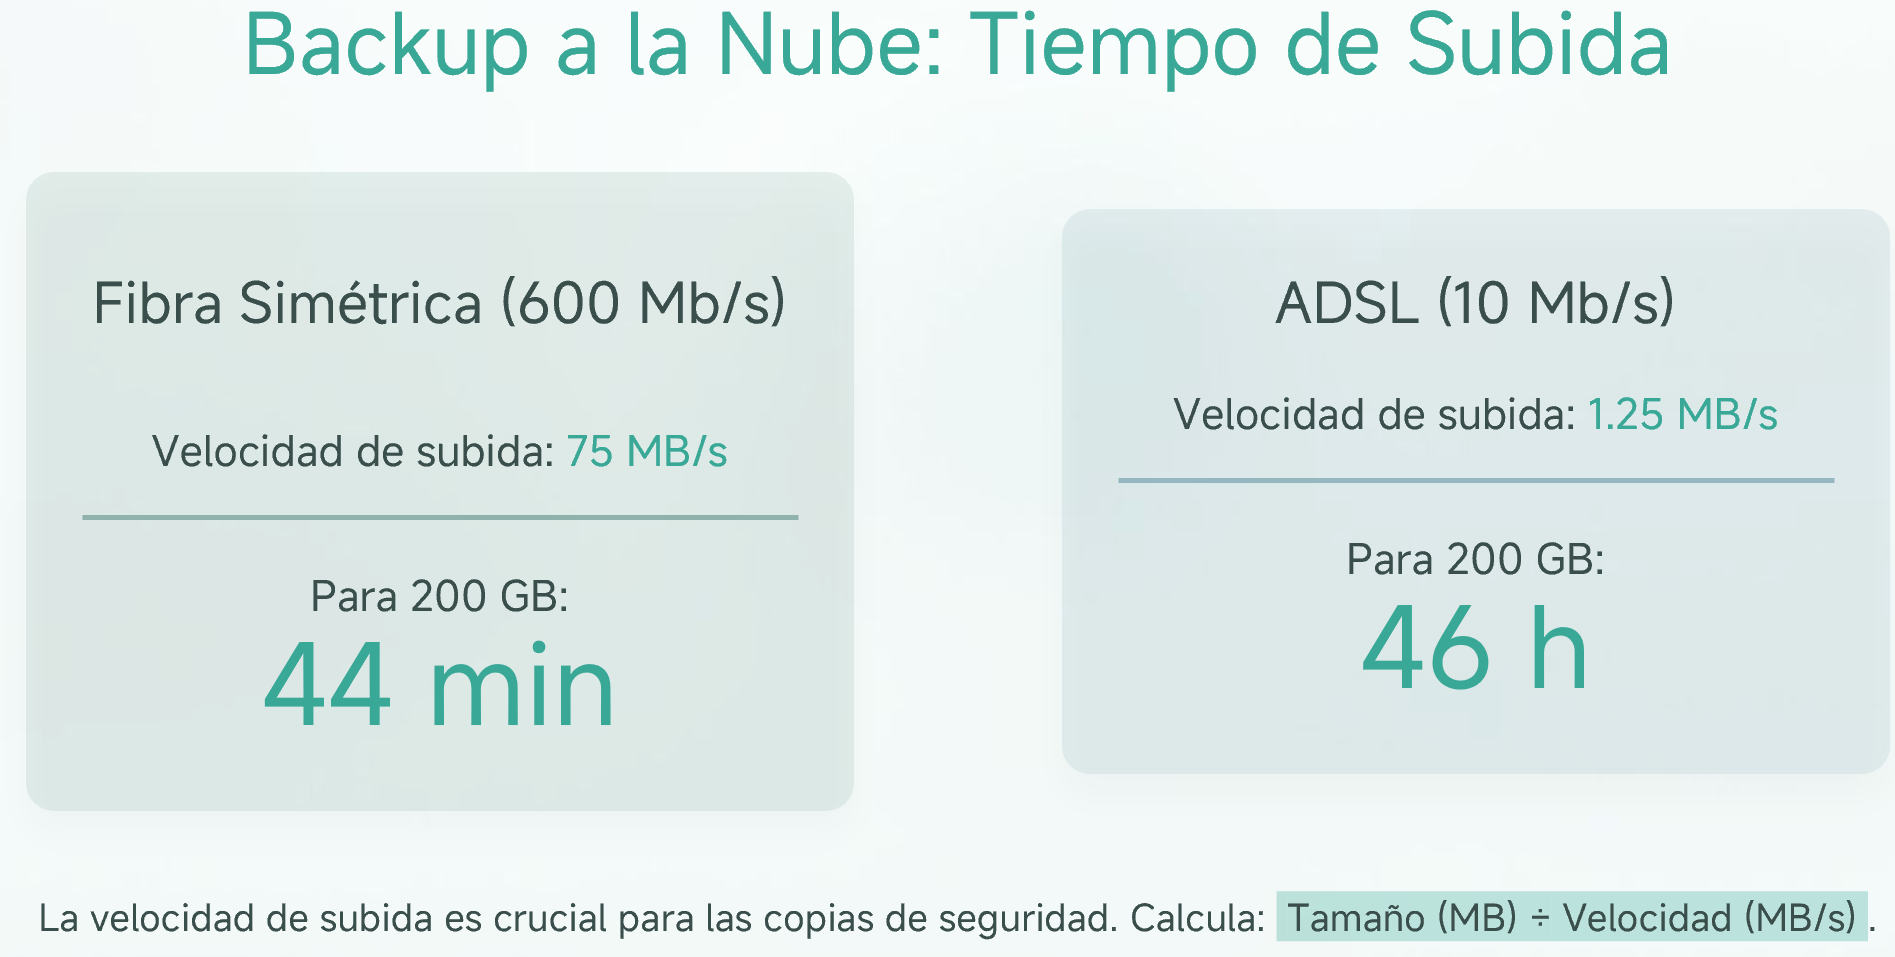 Backup a la Nube: Tiempo de Subida
Fibra Simétrica (600 Mb/s)
Velocidad de subida: 75 MB/s
Para 200 GB:
44 min
ADSL (10 Mb/s)
Velocidad de subida: 1.25 MB/s
Para 200 GB:
46 h
La velocidad de subida es crucial para las copias de seguridad. Calcula: Tamaño (MB) ÷ Velocidad (MB/s) .